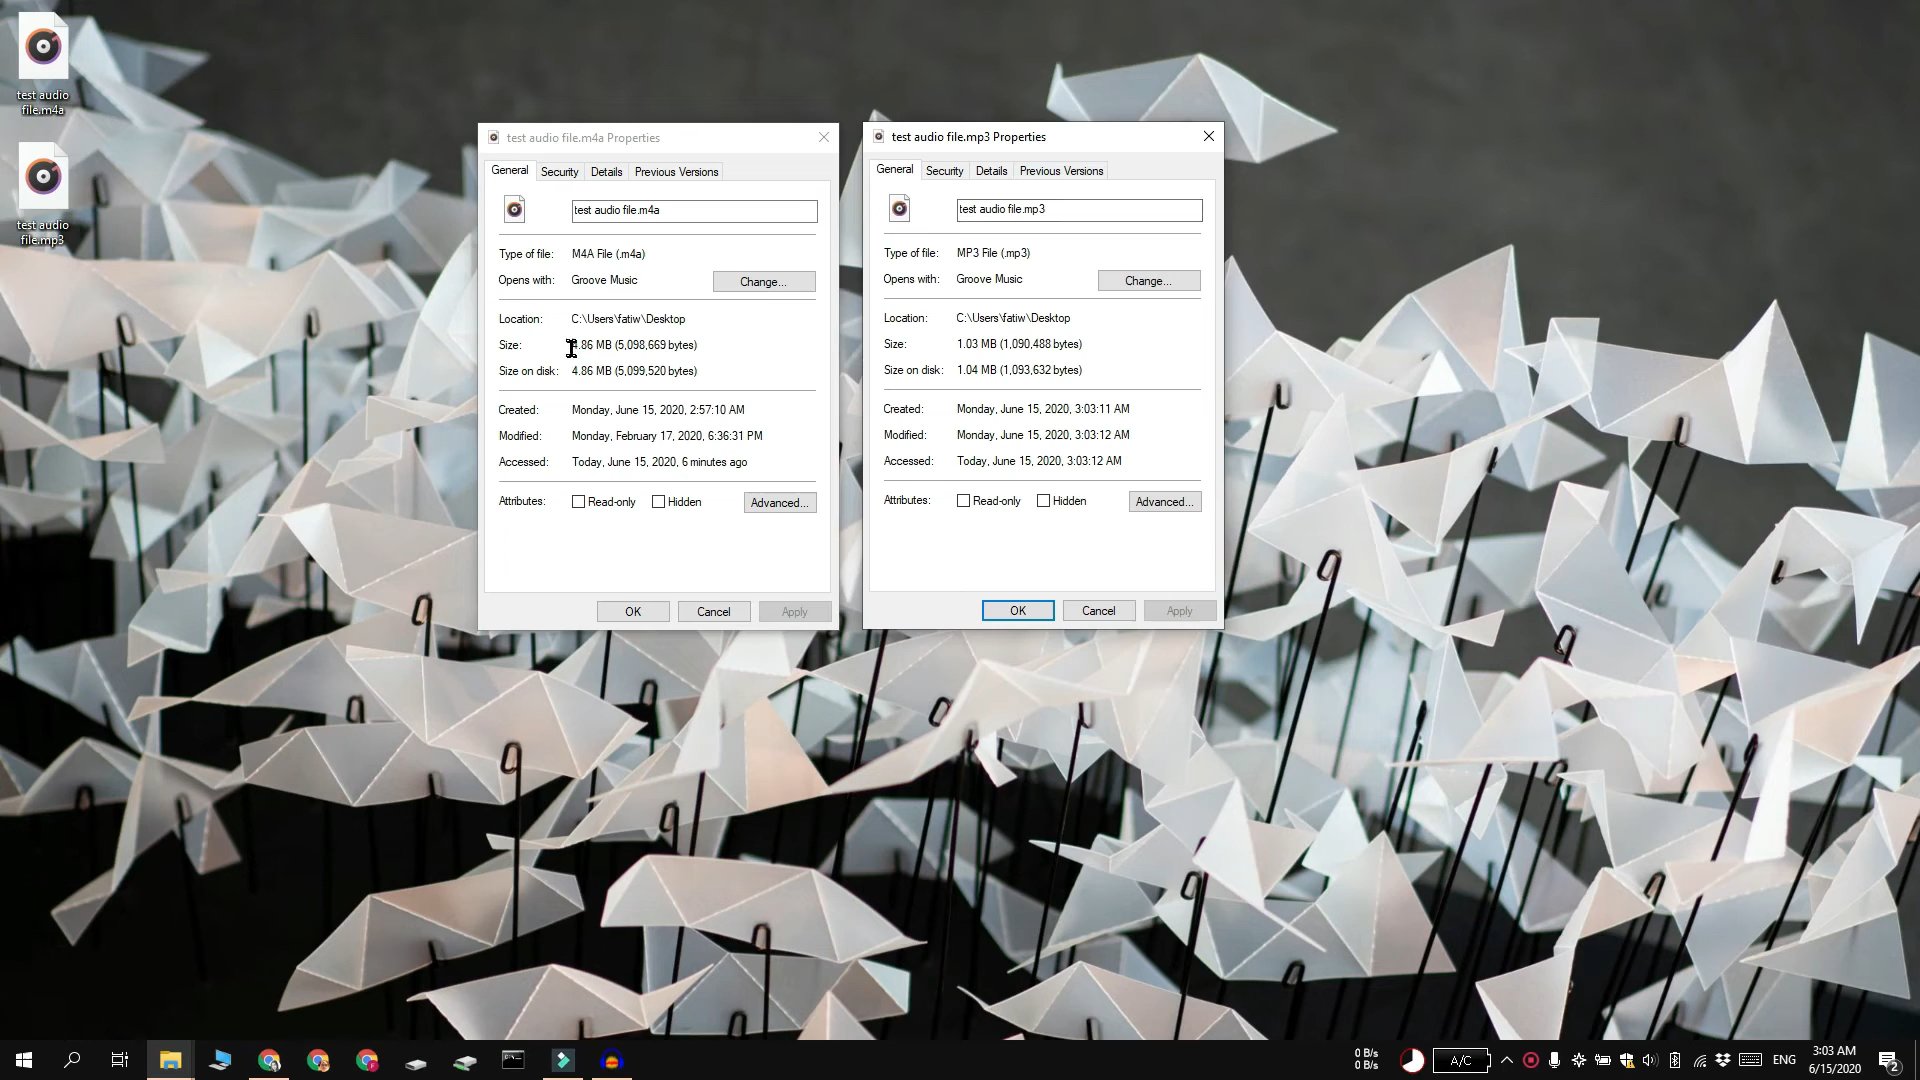 test audio
file.m4a
test audio
file.mp3
test audio file.m4a Properties
General Security Details Previous Versions
test audio file.m4a
Type of file: M4A File (.m4a)
Opens with: Groove Music Change...
Location: C:\Users\fatiw\Desktop
Size: .86 MB (5,098,669 bytes)
Size on disk: 4.86 MB (5,099,520 bytes)
Created: Monday, June 15, 2020, 2:57:10 AM
Modified: Monday, February 17, 2020, 6:36:31 PM
Accessed: Today, June 15, 2020, 6 minutes ago
Attributes: Read-only Hidden Advanced...
OK Cancel Apply
test audio file.mp3 Properties
General Security Details Previous Versions
test audio file.mp3
Type of file: MP3 File (.mp3)
Opens with: Groove Music Change...
Location: C:\Users\fatiw\Desktop
Size: 1.03 MB (1,090,488 bytes)
Size on disk: 1.04 MB (1,093,632 bytes)
Created: Monday, June 15, 2020, 3:03:11 AM
Modified: Monday, June 15, 2020, 3:03:12 AM
Accessed: Today, June 15, 2020, 3:03:12 AM
Attributes: Read-only Hidden Advanced...
OK Cancel Apply
0 B/s
0 B/s
A/C
ENG
3:03 AM
6/15/2020
2